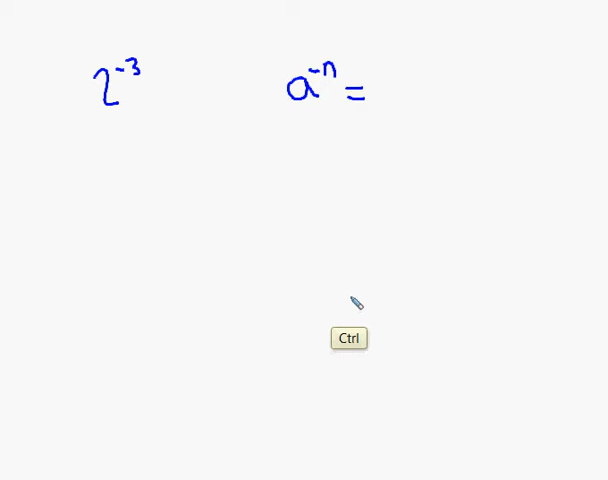 2⁻³ a⁻ⁿ =
Ctrl